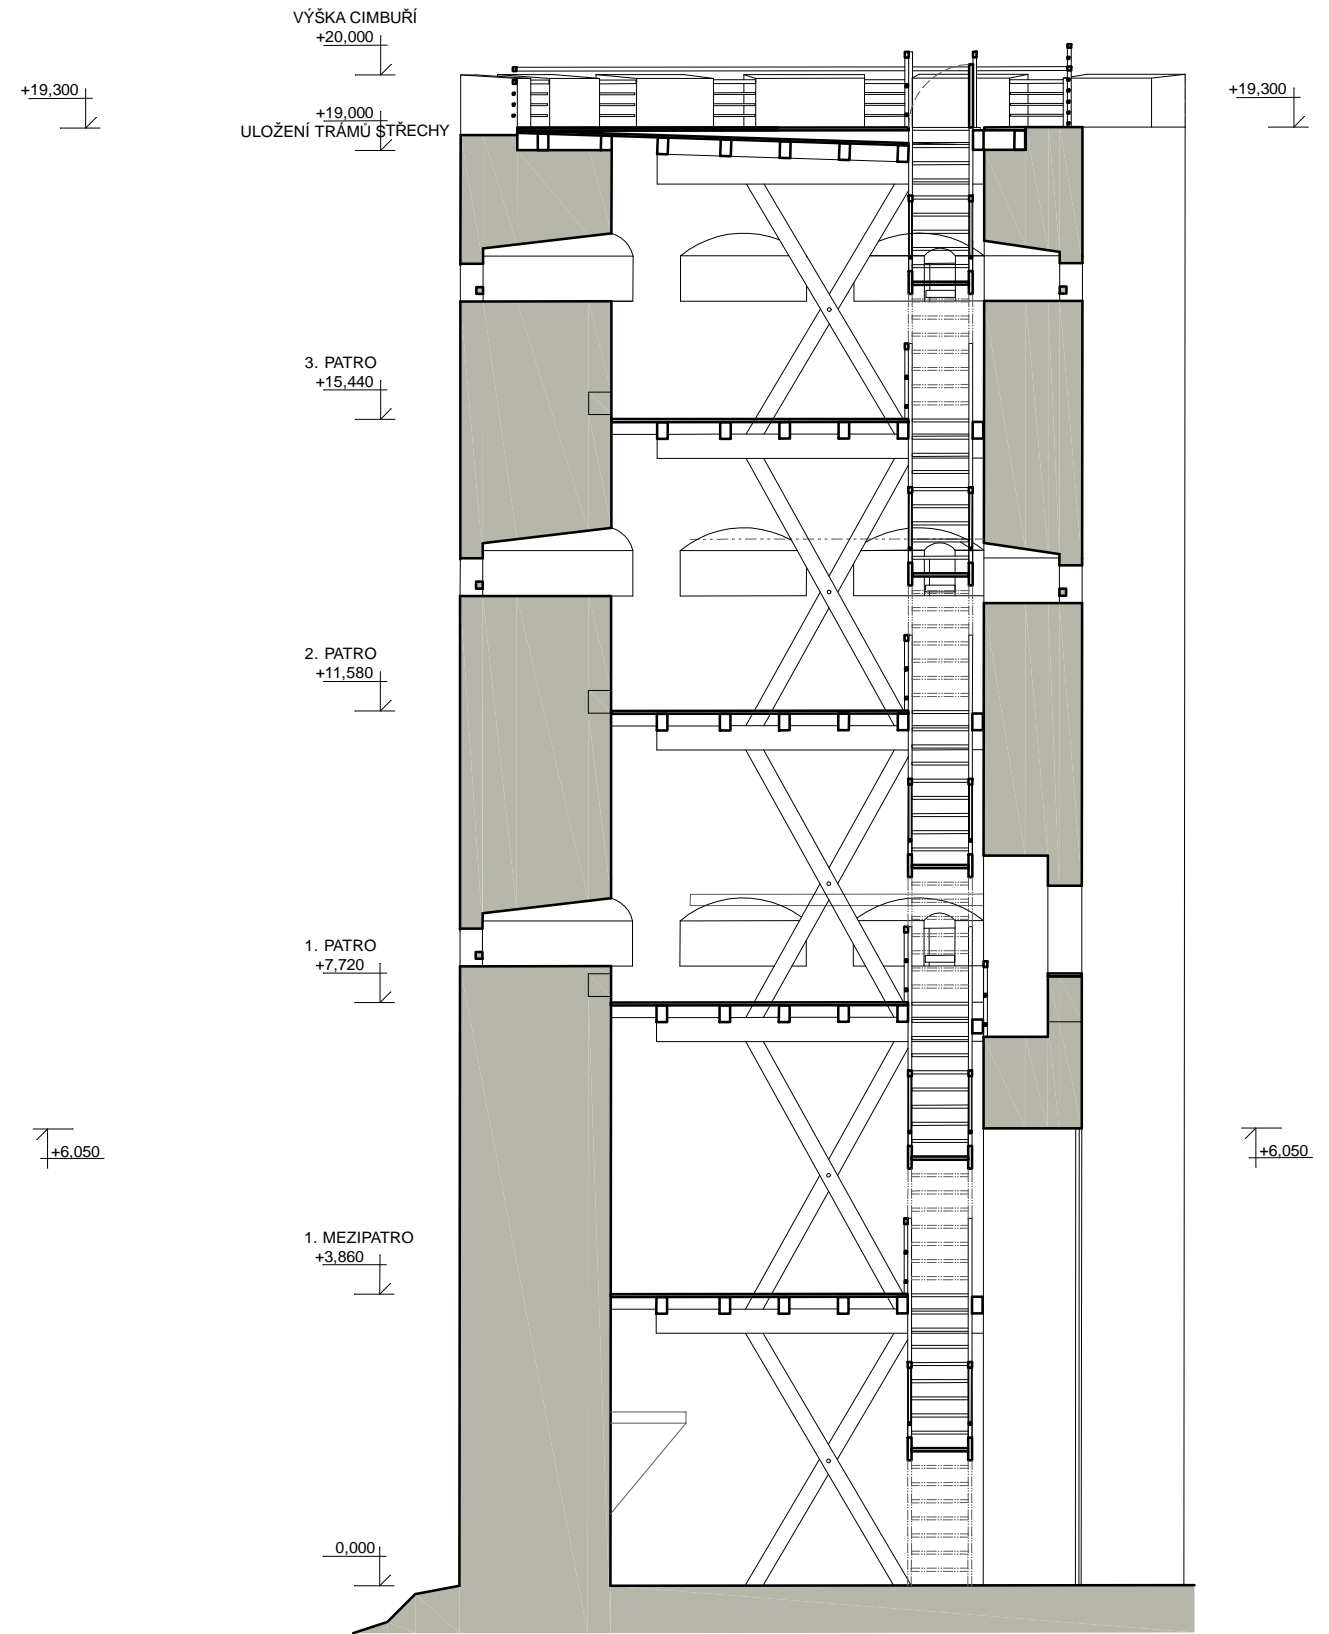 VÝŠKA CIMBUŘÍ
+20,000
+19,300
+19,300
+19,000
ULOŽENÍ TRÁMŮ STŘECHY
3. PATRO
+15,440
2. PATRO
+11,580
1. PATRO
+7,720
+6,050
+6,050
1. MEZIPATRO
+3,860
0,000